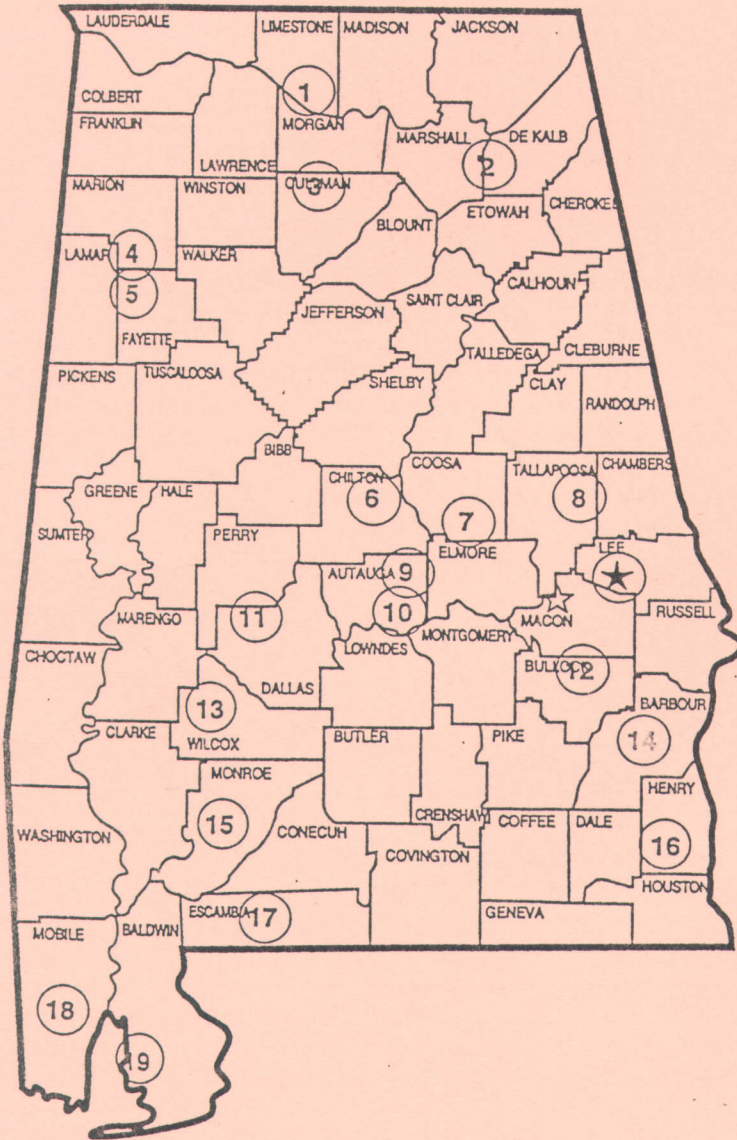 LAUDERDALE
LIMESTONE
MADISON
JACKSON
COLBERT
1
FRANKLIN
MORGAN
MARSHALL
DE KALB
2
LAWRENCE
MARION
WINSTON
CULLMAN
3
CHEROKEE
ETOWAH
BLOUNT
LAMAR
4
WALKER
5
CALHOUN
SAINT CLAIR
JEFFERSON
FAYETTE
TALLEDEGA
CLEBURNE
PICKENS
TUSCALOOSA
SHELBY
CLAY
RANDOLPH
BIBB
COOSA
CHILTON
TALLAPOOSA
CHAMBERS
GREENE
HALE
6
7
8
SUMTER
PERRY
ELMORE
LEE
AUTAUGA
9
10
MARENGO
11
MACON
RUSSELL
MONTGOMERY
LOWNDES
CHOCTAW
BULLOCK
12
DALLAS
13
BARBOUR
CLARKE
WILCOX
BUTLER
PIKE
14
MONROE
HENRY
15
CONECUH
CRENSHAW
COFFEE
DALE
WASHINGTON
16
COVINGTON
HOUSTON
ESCAMBIA
17
GENEVA
MOBILE
BALDWIN
18
19